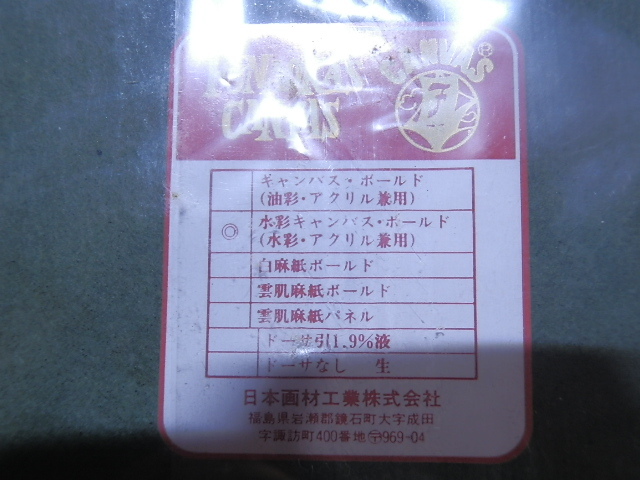 CANVAS®
キャンバス・ボールド
(油彩・アクリル兼用)
◎ 水彩キャンバス・ボールド
(水彩・アクリル兼用)
白麻紙ボールド
雲肌麻紙ボールド
雲肌麻紙パネル
ドーサ引1.9%液
ドーサなし 生
日本画材工業株式会社
福島県岩瀬郡鏡石町大字成田
字諏訪町400番地〒969-04